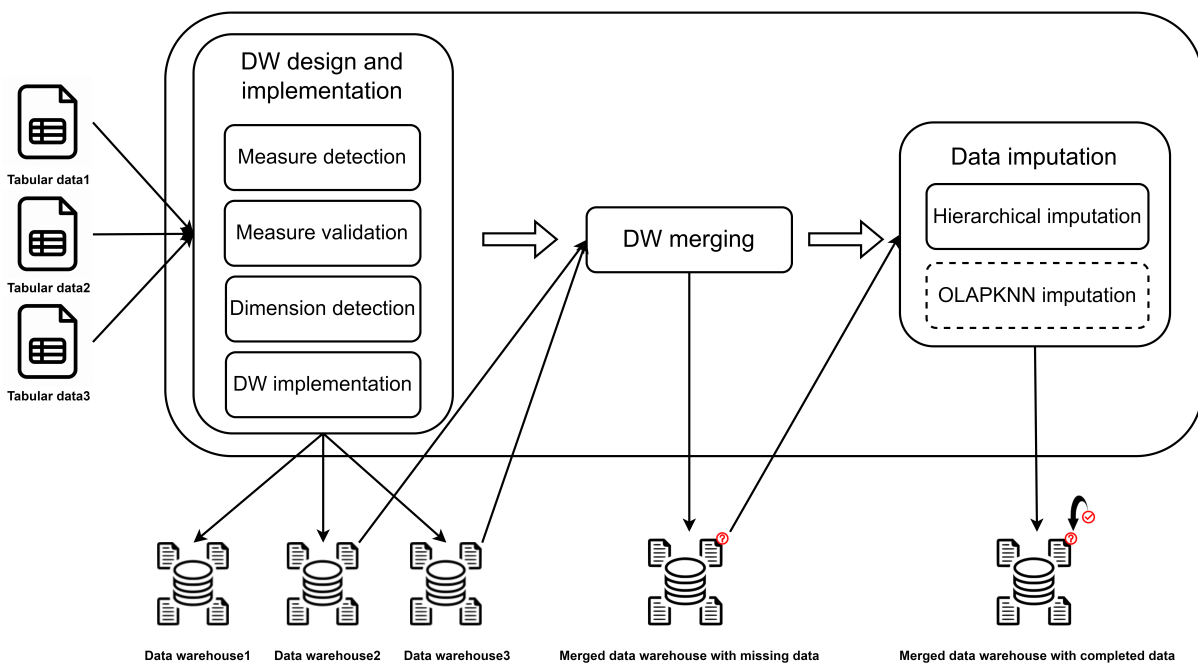 DW design and
implementation
Measure detection
Measure validation
Dimension detection
DW implementation
Tabular data1
Tabular data2
Tabular data3
DW merging
Data imputation
Hierarchical imputation
OLAPKNN imputation
?
?
Data warehouse1
Data warehouse2
Data warehouse3
Merged data warehouse with missing data
Merged data warehouse with completed data